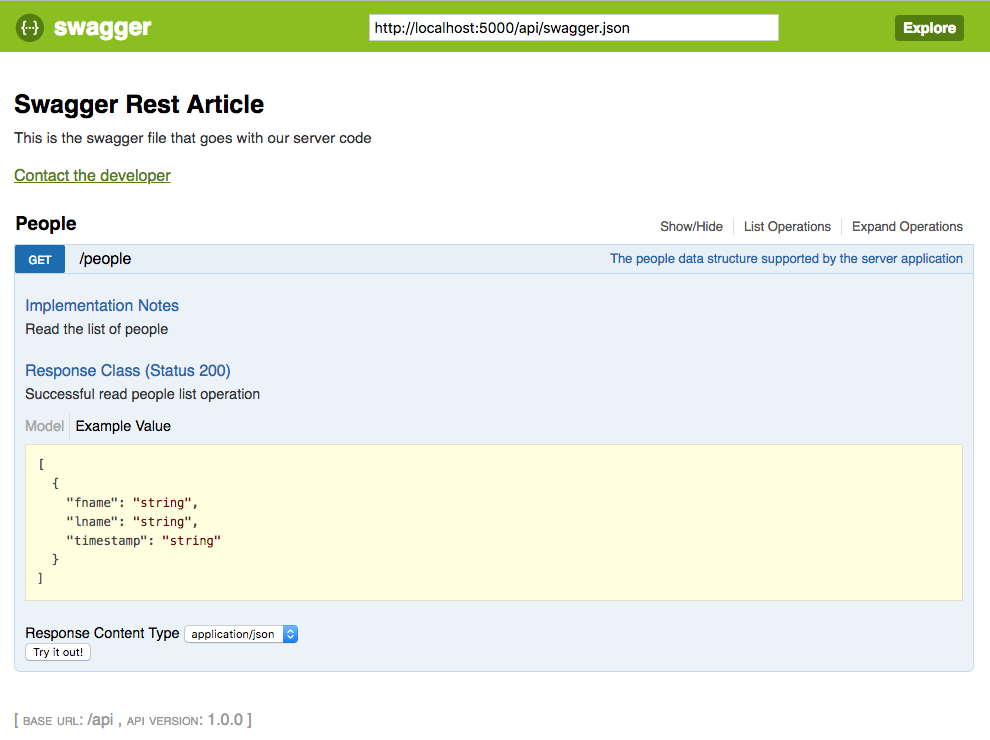 {···} swagger http://localhost:5000/api/swagger.json Explore
Swagger Rest Article
This is the swagger file that goes with our server code
Contact the developer
People Show/Hide List Operations Expand Operations
GET /people The people data structure supported by the server application
Implementation Notes
Read the list of people
Response Class (Status 200)
Successful read people list operation
Model Example Value
[
{
"fname": "string",
"lname": "string",
"timestamp": "string"
}
]
Response Content Type application/json
Try it out!
[ BASE URL: /api , API VERSION: 1.0.0 ]